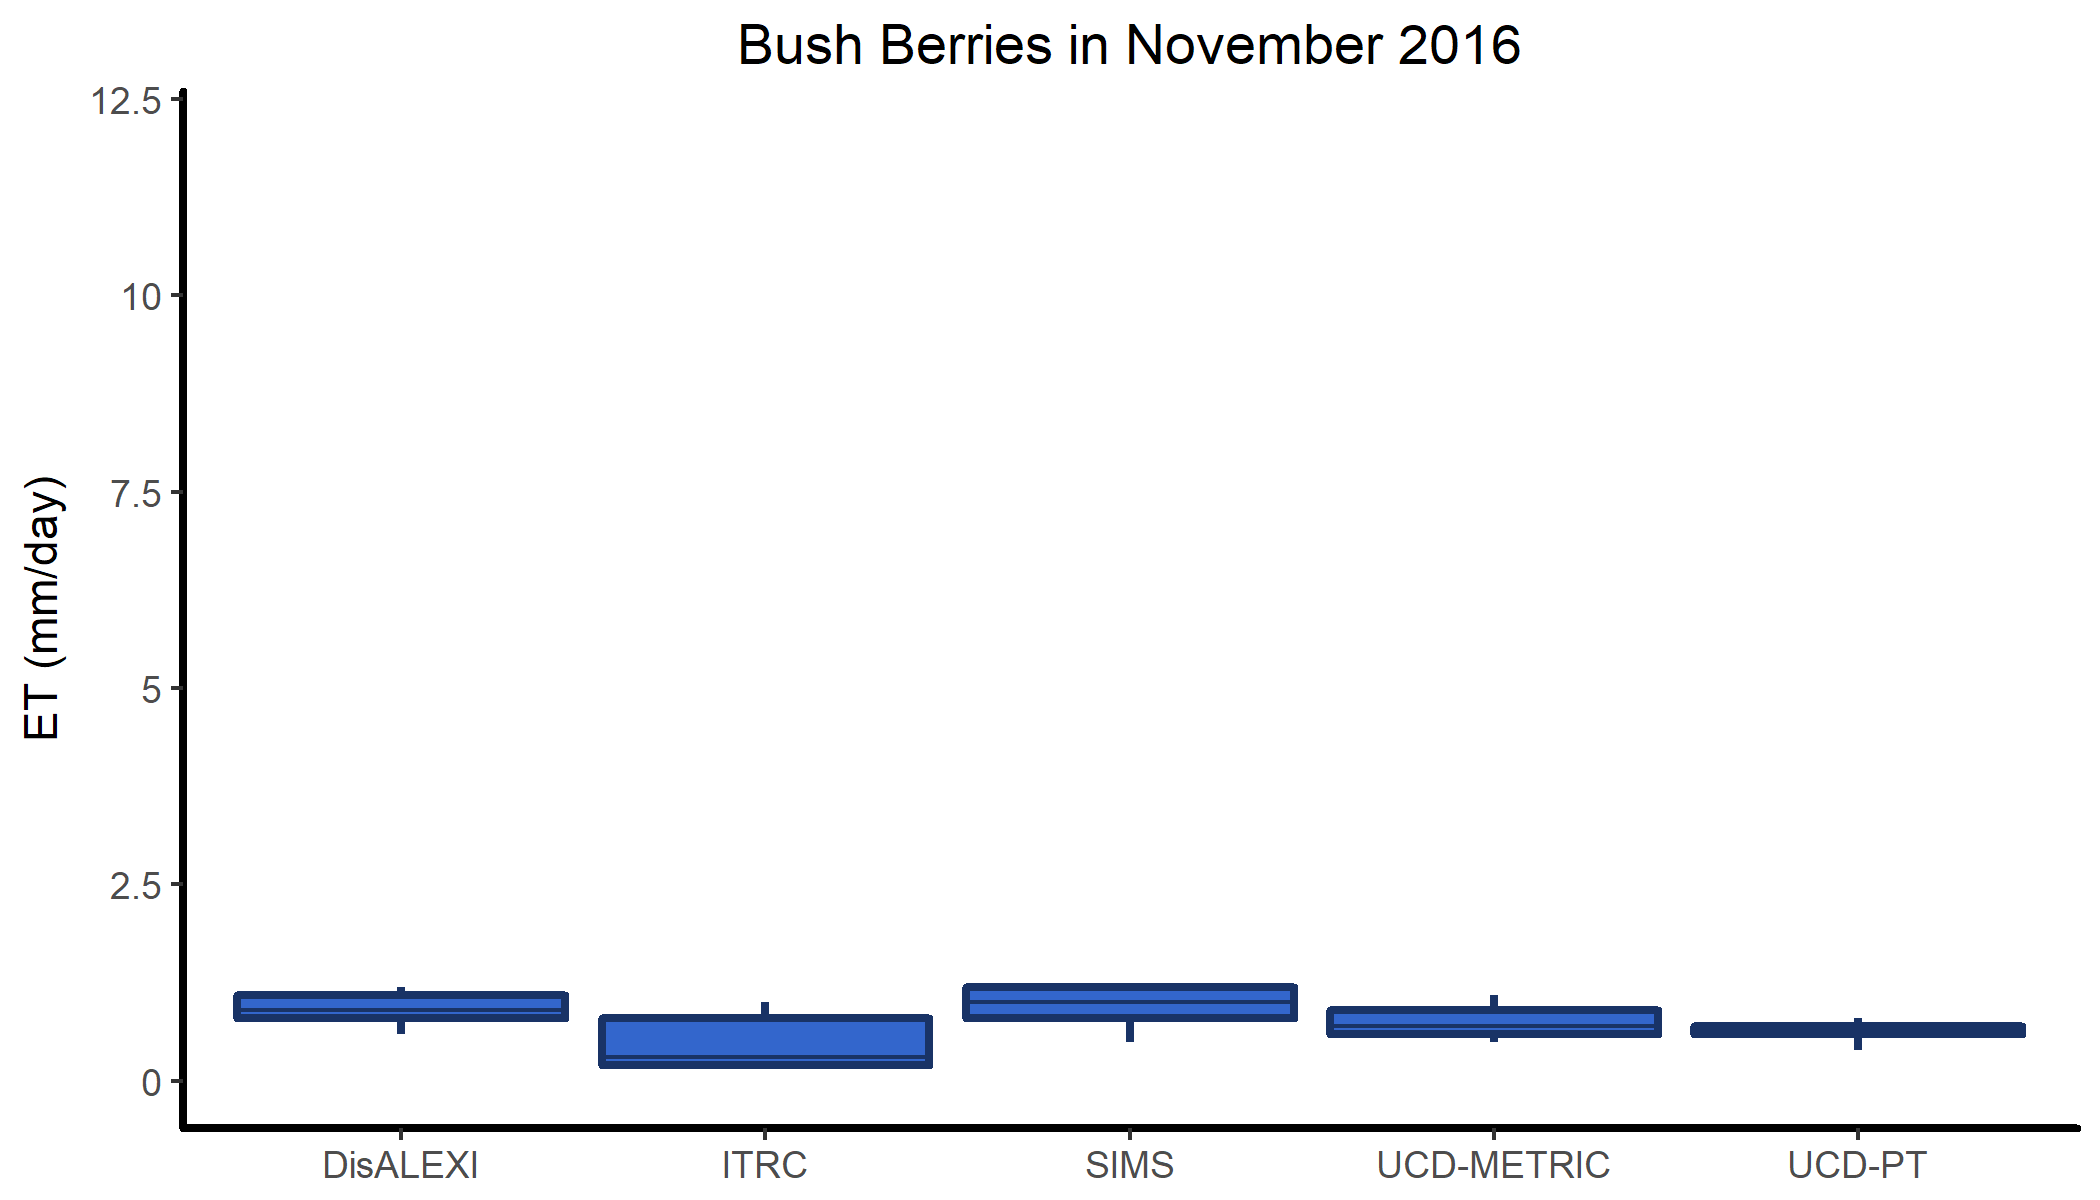 Bush Berries in November 2016
12.5
10
7.5
5
2.5
0
ET (mm/day)
DisALEXI ITRC SIMS UCD-METRIC UCD-PT